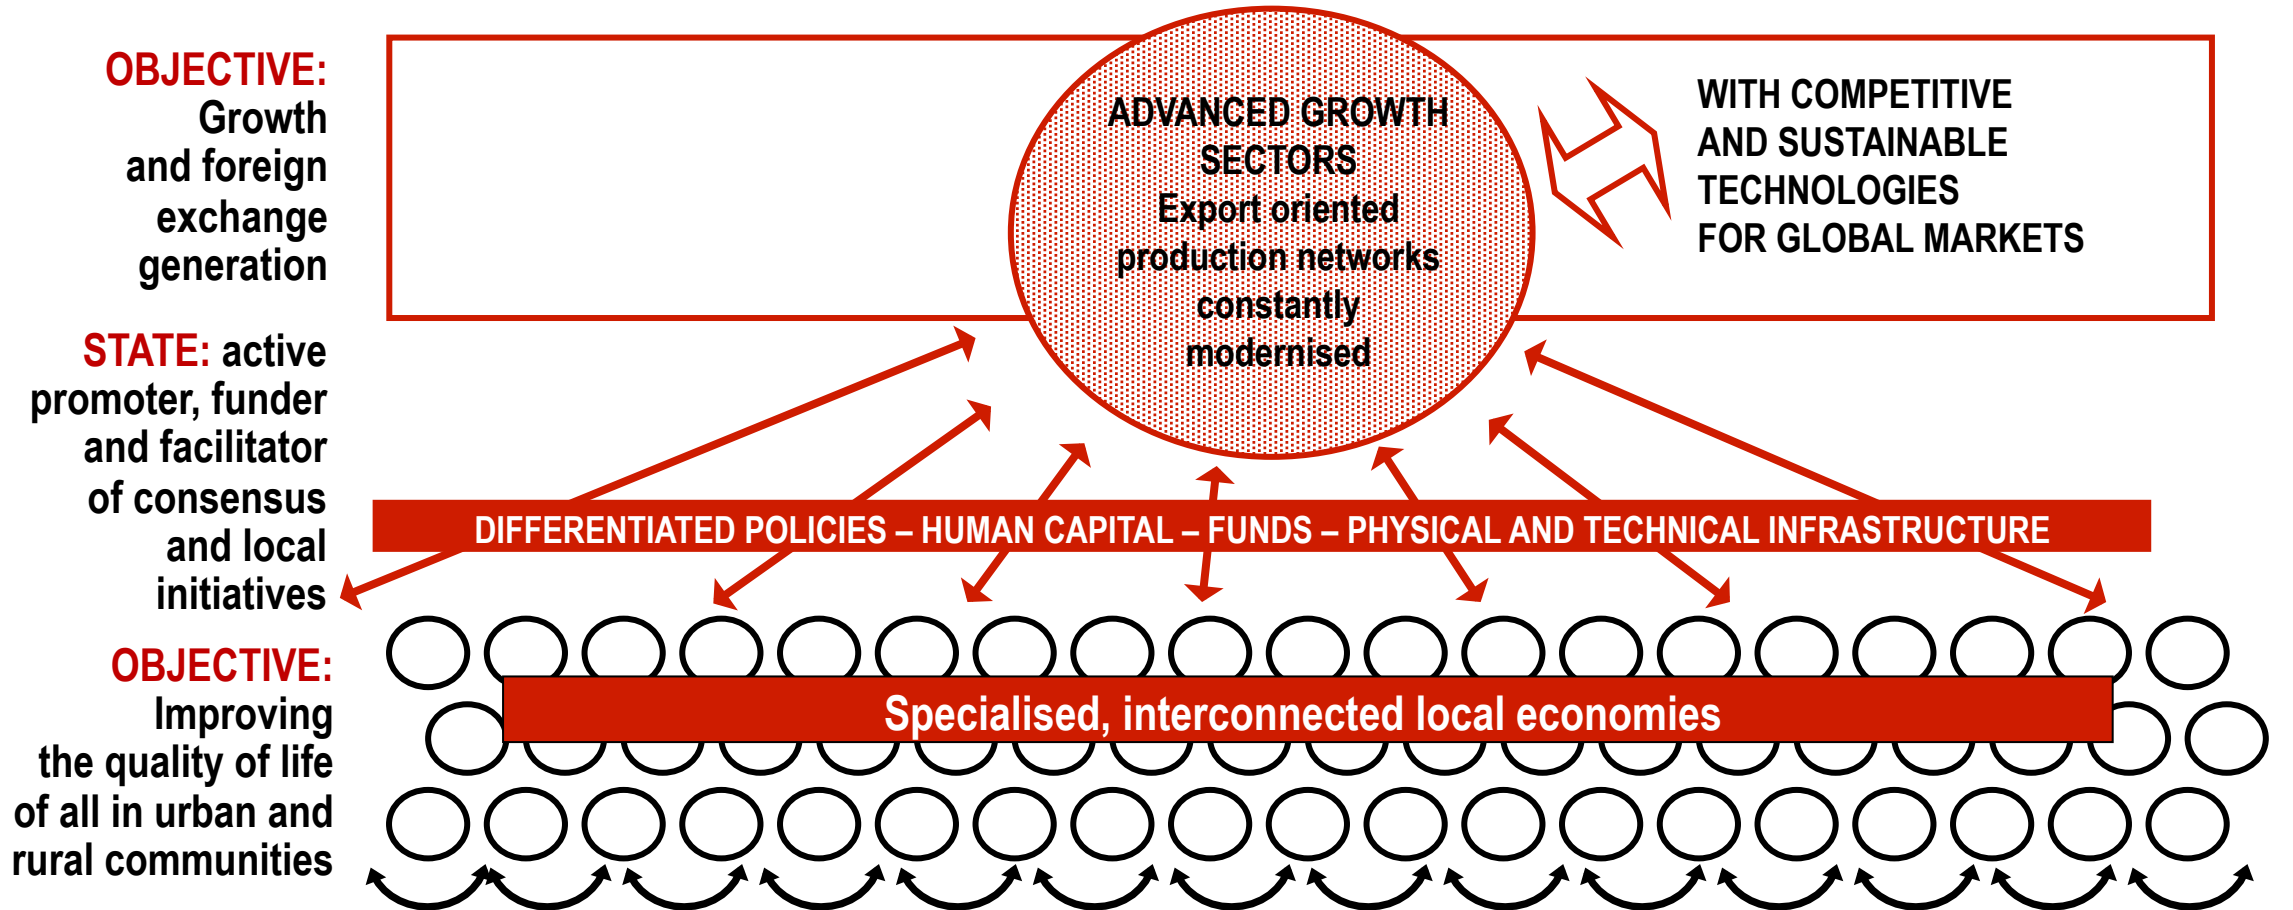 OBJECTIVE:
Growth
and foreign
exchange
generation
ADVANCED GROWTH
SECTORS
Export oriented
production networks
constantly
modernised
WITH COMPETITIVE
AND SUSTAINABLE
TECHNOLOGIES
FOR GLOBAL MARKETS
STATE: active
promoter, funder
and facilitator
of consensus
and local
initiatives
DIFFERENTIATED POLICIES – HUMAN CAPITAL – FUNDS – PHYSICAL AND TECHNICAL INFRASTRUCTURE
OBJECTIVE:
Improving
the quality of life
of all in urban and
rural communities
Specialised, interconnected local economies